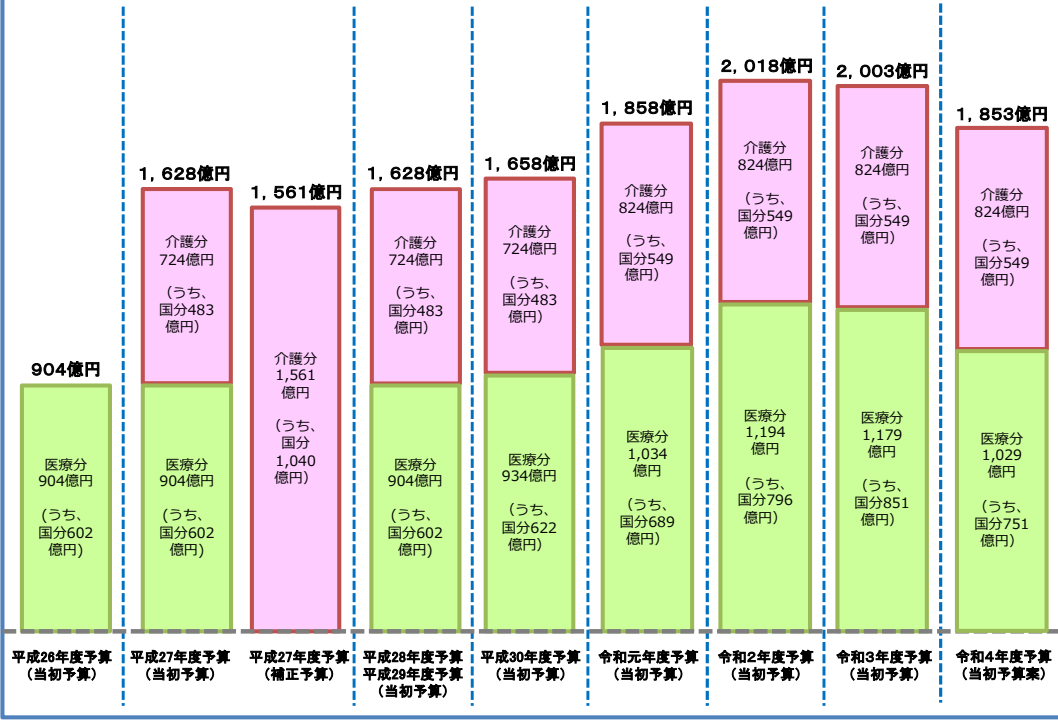 904億円
医療分
904億円
(うち、
国分602
億円)
平成26年度予算
（当初予算）
1，628億円
介護分
724億円
（うち、
国分483
億円）
医療分
904億円
(うち、
国分602
億円)
平成27年度予算
（当初予算）
1，561億円
介護分
1,561
億円
（うち、
国分
1,040
億円）
平成27年度予算
（補正予算）
1，628億円
介護分
724億円
（うち、
国分483
億円）
医療分
904億円
(うち、
国分602
億円)
平成28年度予算
平成29年度予算
（当初予算）
1，658億円
介護分
724億円
（うち、
国分483
億円）
医療分
934億円
（うち、
国分622
億円）
平成30年度予算
（当初予算）
1，858億円
介護分
824億円
（うち、
国分549
億円）
医療分
1,034
億円
（うち、
国分689
億円）
令和元年度予算
（当初予算）
2，018億円
介護分
824億円
（うち、
国分549
億円）
医療分
1,194
億円
（うち、
国分796
億円）
令和２年度予算
（当初予算）
2，003億円
介護分
824億円
（うち、
国分549
億円）
医療分
1,179
億円
（うち、
国分851
億円）
令和３年度予算
（当初予算）
1，853億円
介護分
824億円
（うち、
国分549
億円）
医療分
1,029
億円
（うち、
国分751
億円）
令和４年度予算
（当初予算案）